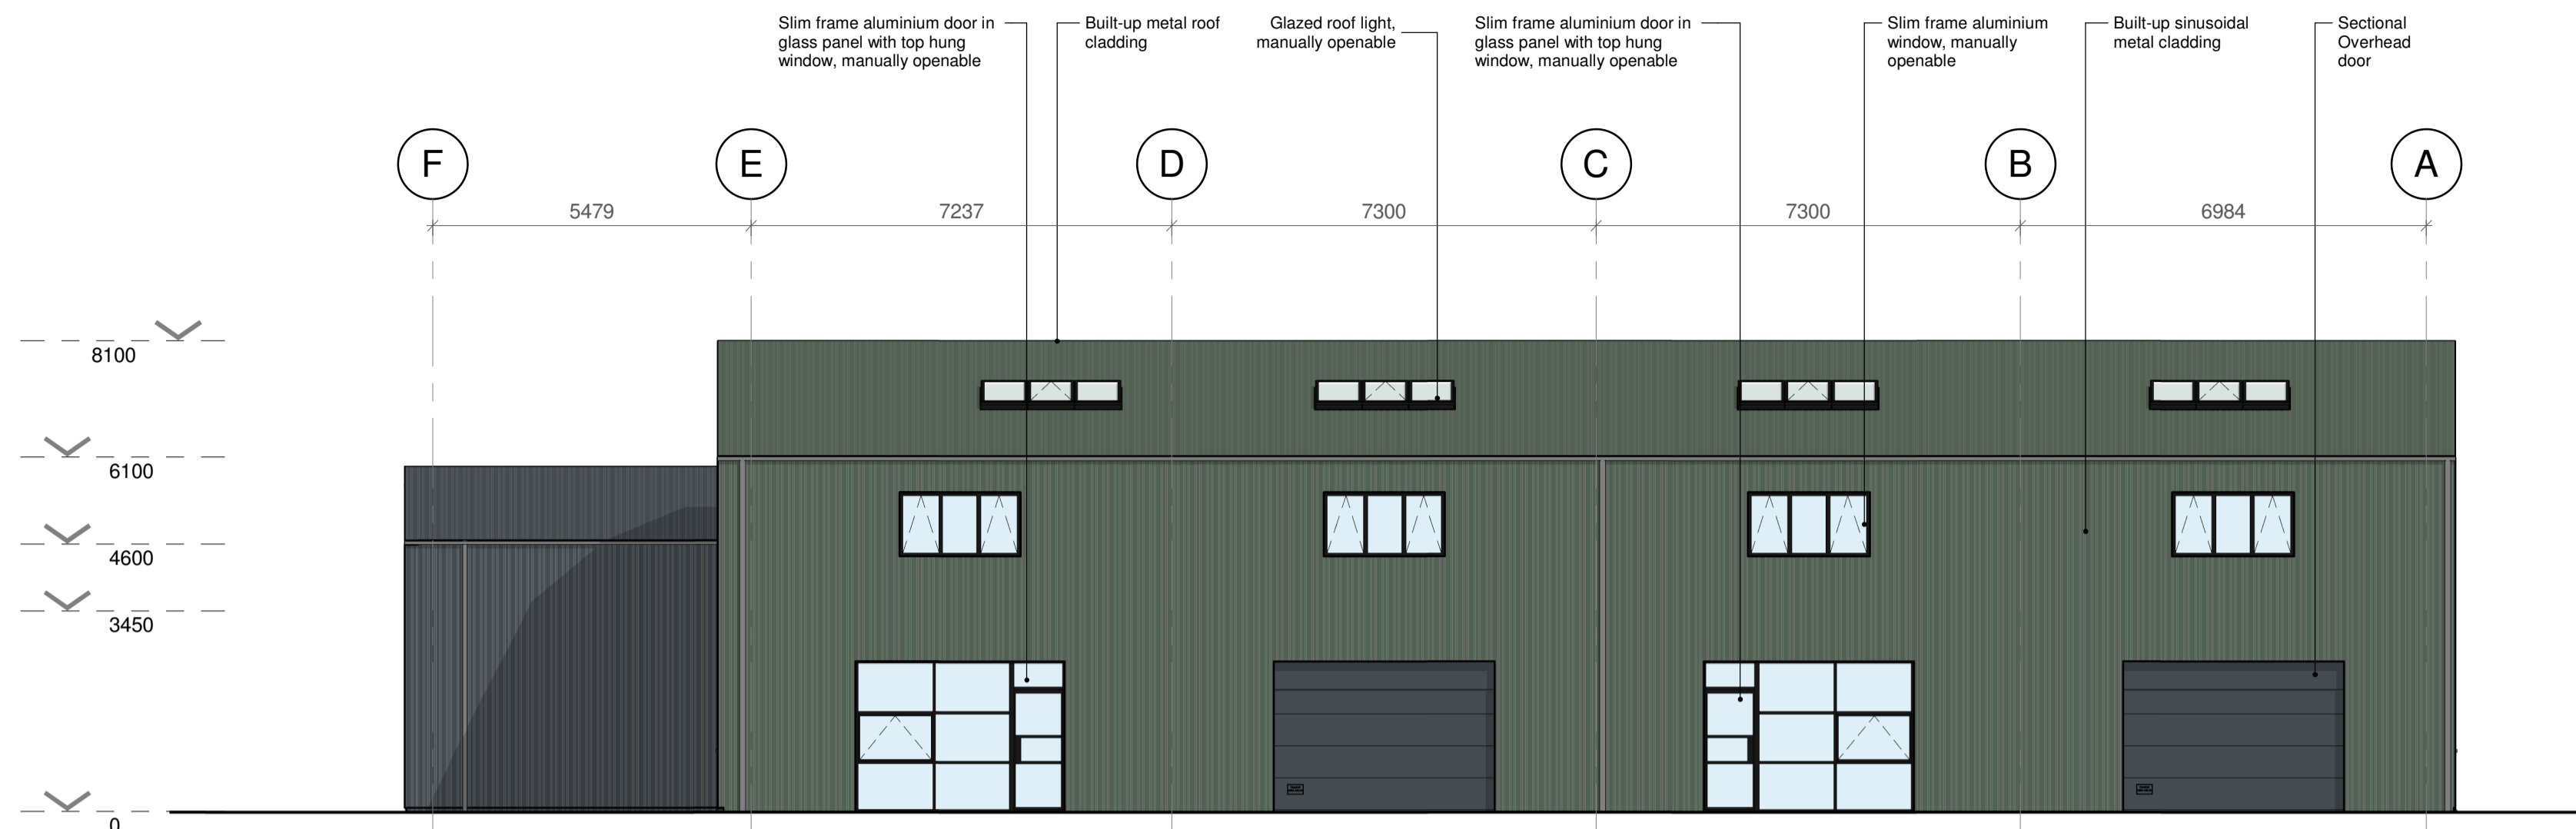 Slim frame aluminium door in
glass panel with top hung
window, manually openable
Built-up metal roof
cladding
Glazed roof light,
manually openable
Slim frame aluminium door in
glass panel with top hung
window, manually openable
Slim frame aluminium
window, manually
openable
Built-up sinusoidal
metal cladding
Sectional
Overhead
door
F
E
D
C
B
A
5479
7237
7300
7300
6984
8100
6100
4600
3450
0